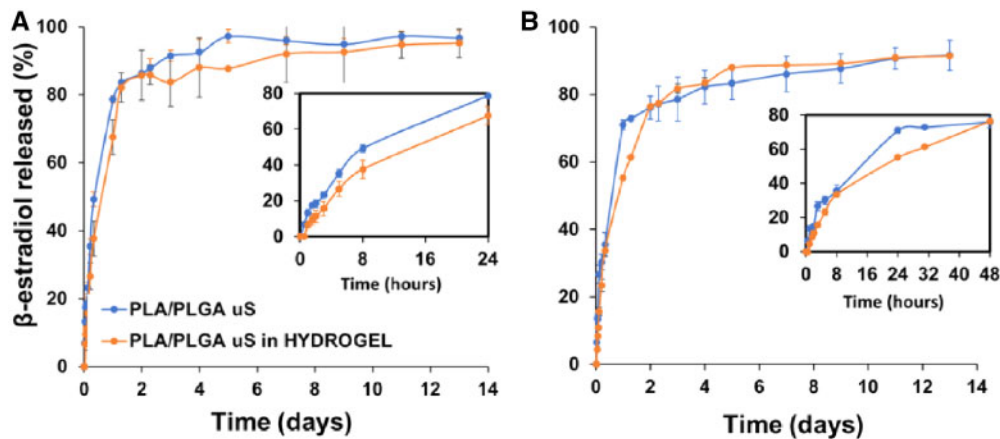 A
β-estradiol released (%)
100
80
60
40
20
0
0 2 4 6 8 10 12 14
Time (days)
PLA/PLGA uS
PLA/PLGA uS in HYDROGEL
80
60
40
20
0
0 8 16 24
Time (hours)
B
100
80
60
40
20
0
0 2 4 6 8 10 12 14
Time (days)
80
60
40
20
0
0 8 16 24 32 40 48
Time (hours)